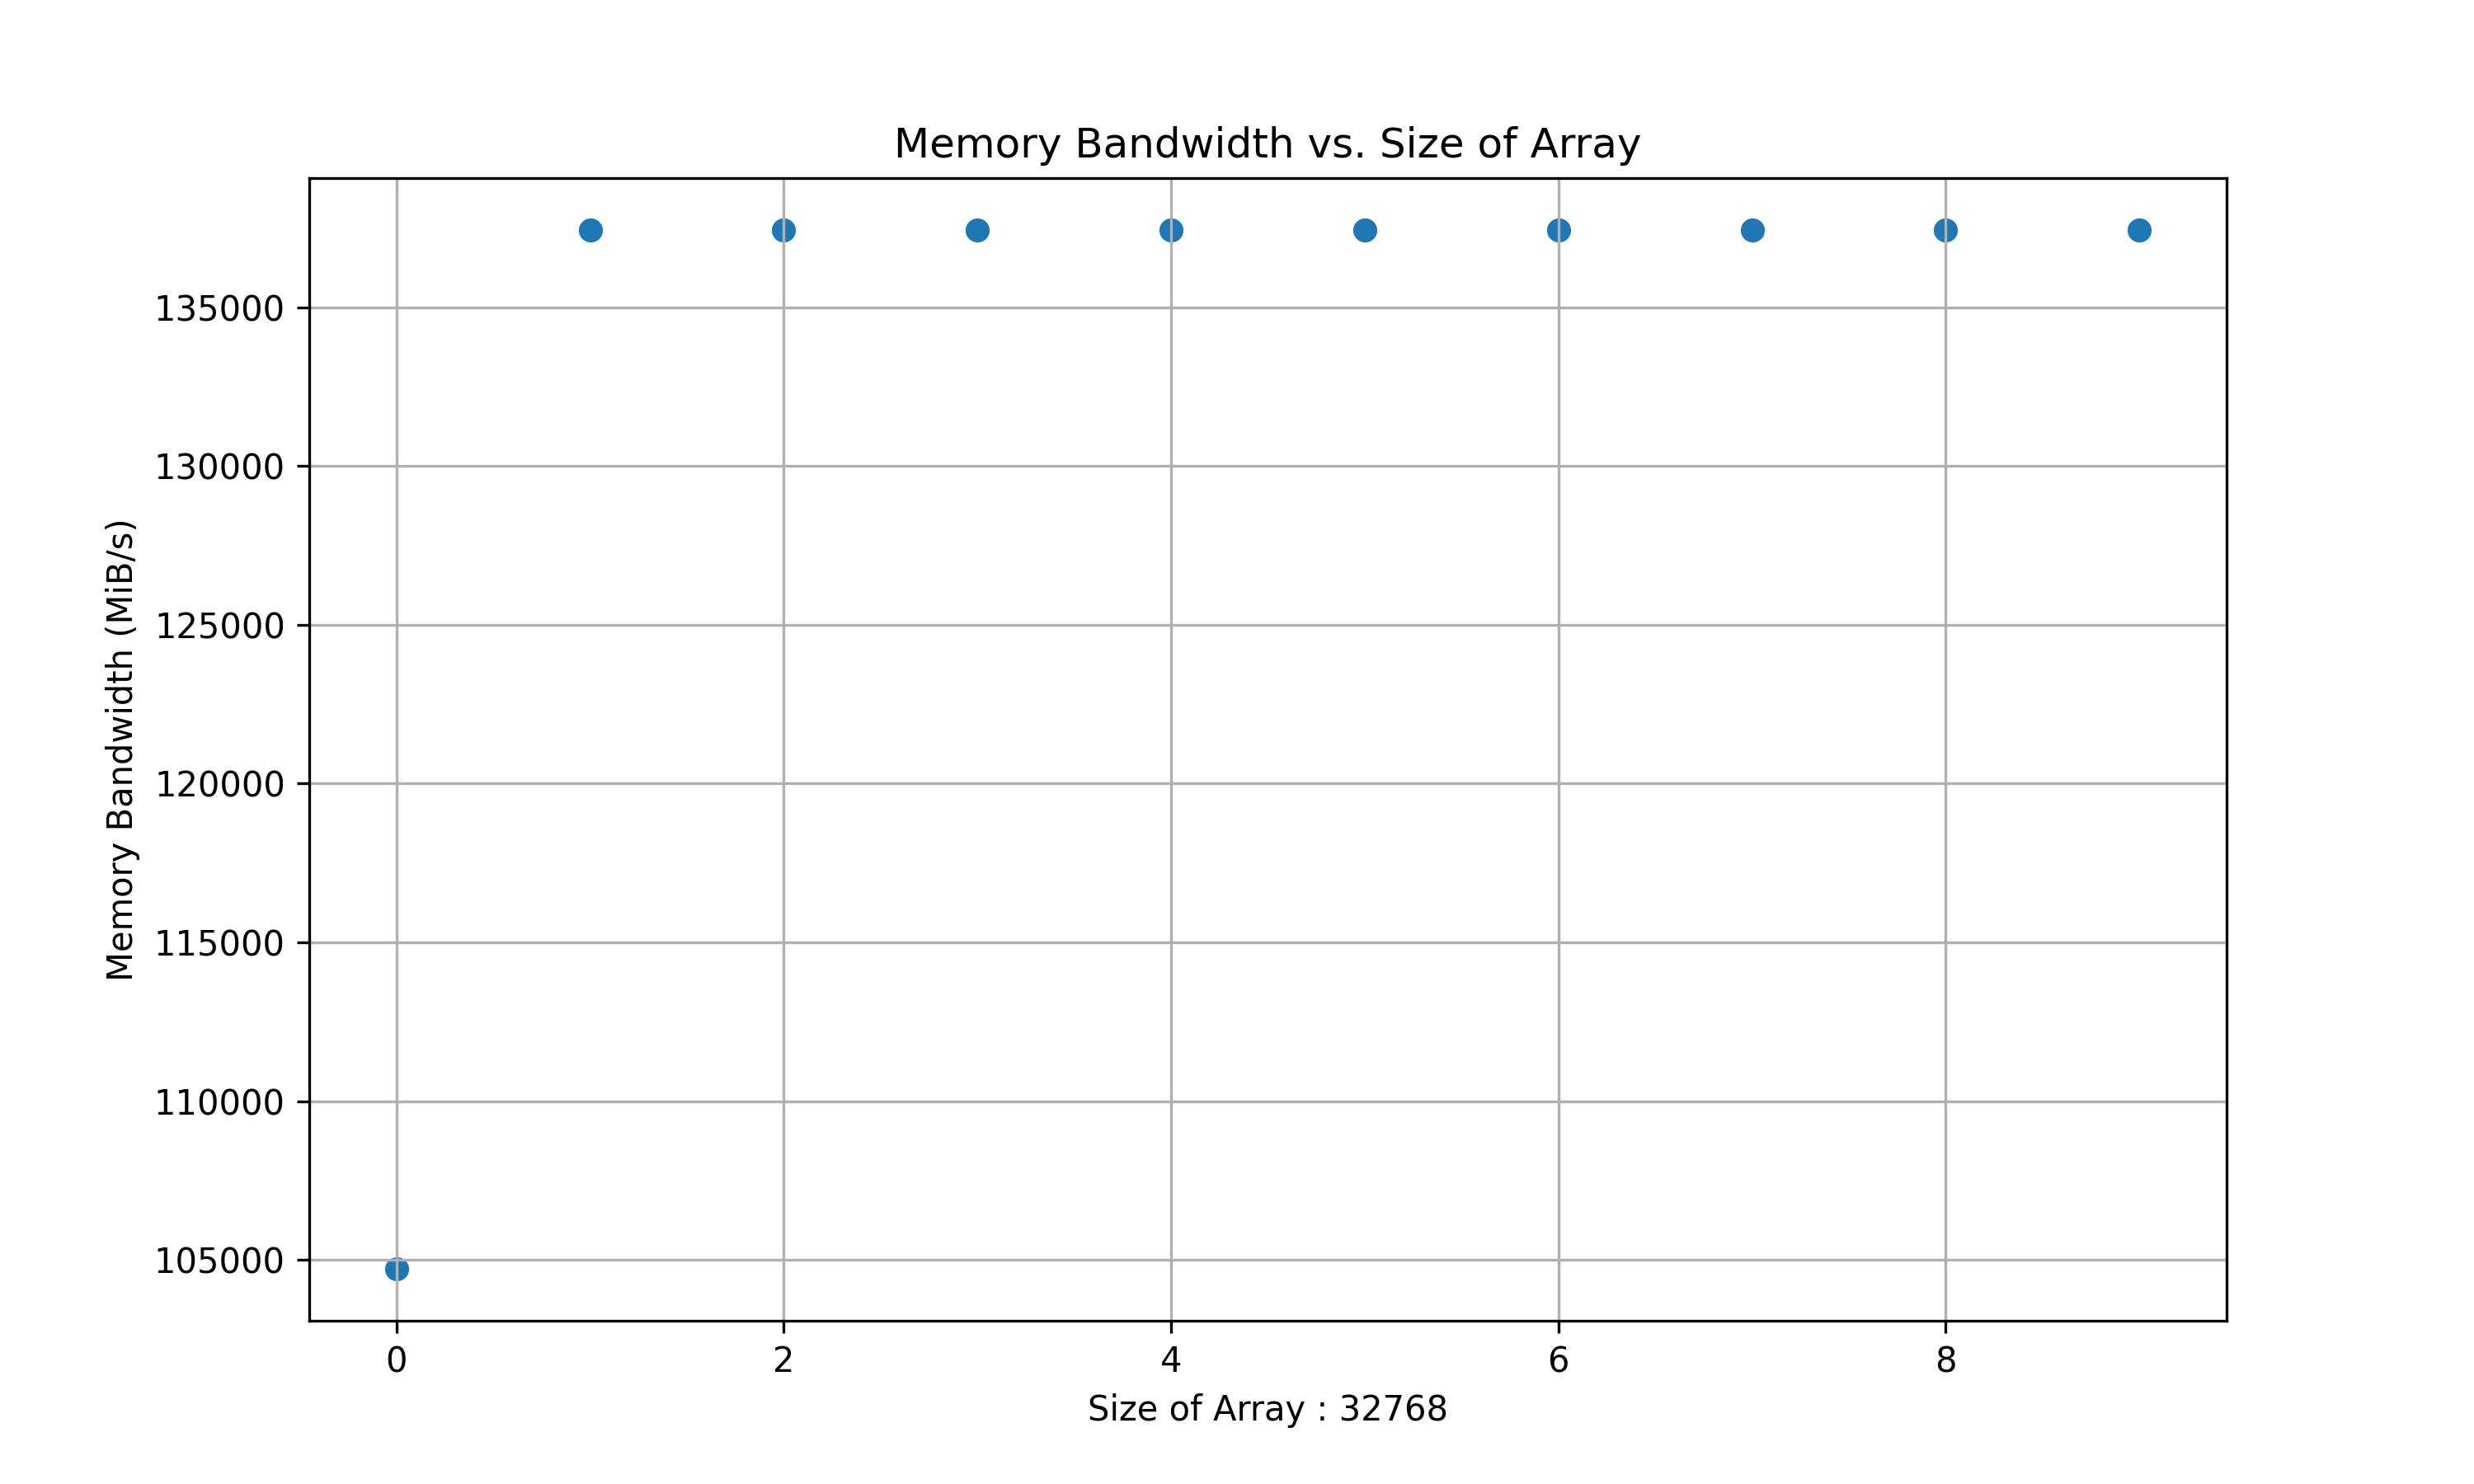 Memory Bandwidth vs. Size of Array
Memory Bandwidth (MiB/s)
135000
130000
125000
120000
115000
110000
105000
0 2 4 6 8
Size of Array : 32768